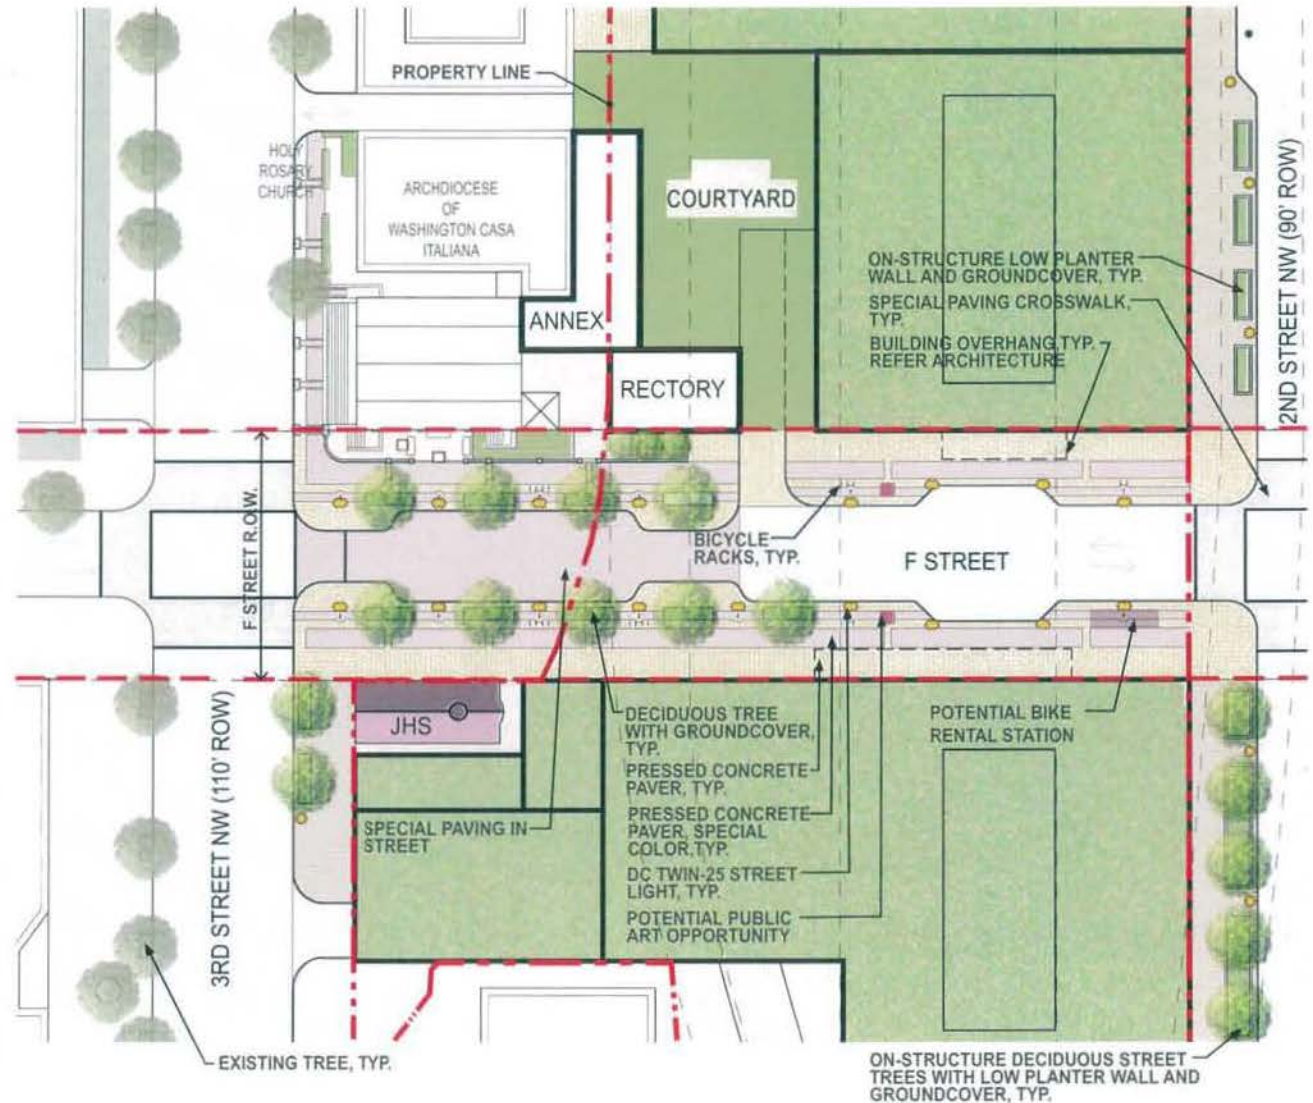 PROPERTY LINE
HOLY
ROSARY
CHURCH
ARCHDIOCESE
OF
WASHINGTON CASA
ITALIANA
COURTYARD
ANNEX
RECTORY
ON-STRUCTURE LOW PLANTER
WALL AND GROUNDCOVER, TYP.
SPECIAL PAVING CROSSWALK,
TYP.
BUILDING OVERHANG,TYP.
REFER ARCHITECTURE
2ND STREET NW (90' ROW)
F STREET R.O.W.
BICYCLE
RACKS, TYP.
F STREET
3RD STREET NW (110' ROW)
JHS
SPECIAL PAVING IN
STREET
DECIDUOUS TREE
WITH GROUNDCOVER,
TYP.
PRESSED CONCRETE
PAVER, TYP.
PRESSED CONCRETE
PAVER, SPECIAL
COLOR,TYP.
DC TWIN-25 STREET
LIGHT, TYP.
POTENTIAL PUBLIC
ART OPPORTUNITY
POTENTIAL BIKE
RENTAL STATION
EXISTING TREE, TYP.
ON-STRUCTURE DECIDUOUS STREET
TREES WITH LOW PLANTER WALL AND
GROUNDCOVER, TYP.